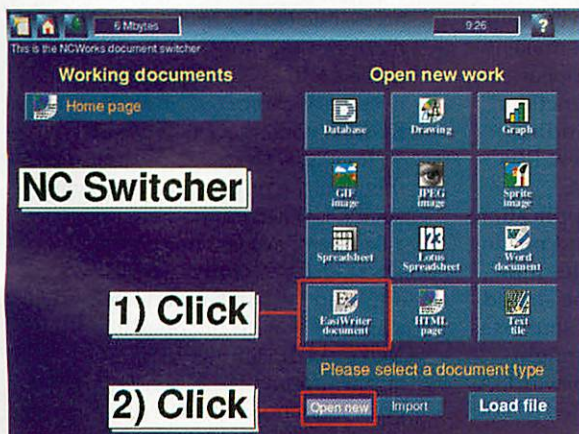 6 Mbytes
9:26
?
This is the NCWorks document switcher
Working documents
Home page
NC Switcher
Open new work
Database
Drawing
Graph
GIF
image
JPEG
image
Sprite
image
Spreadsheet
123
Lotus
Spreadsheet
Word
document
EasiWriter
document
HTML
page
Text
file
1) Click
Please select a document type
2) Click
Open new
Import
Load file